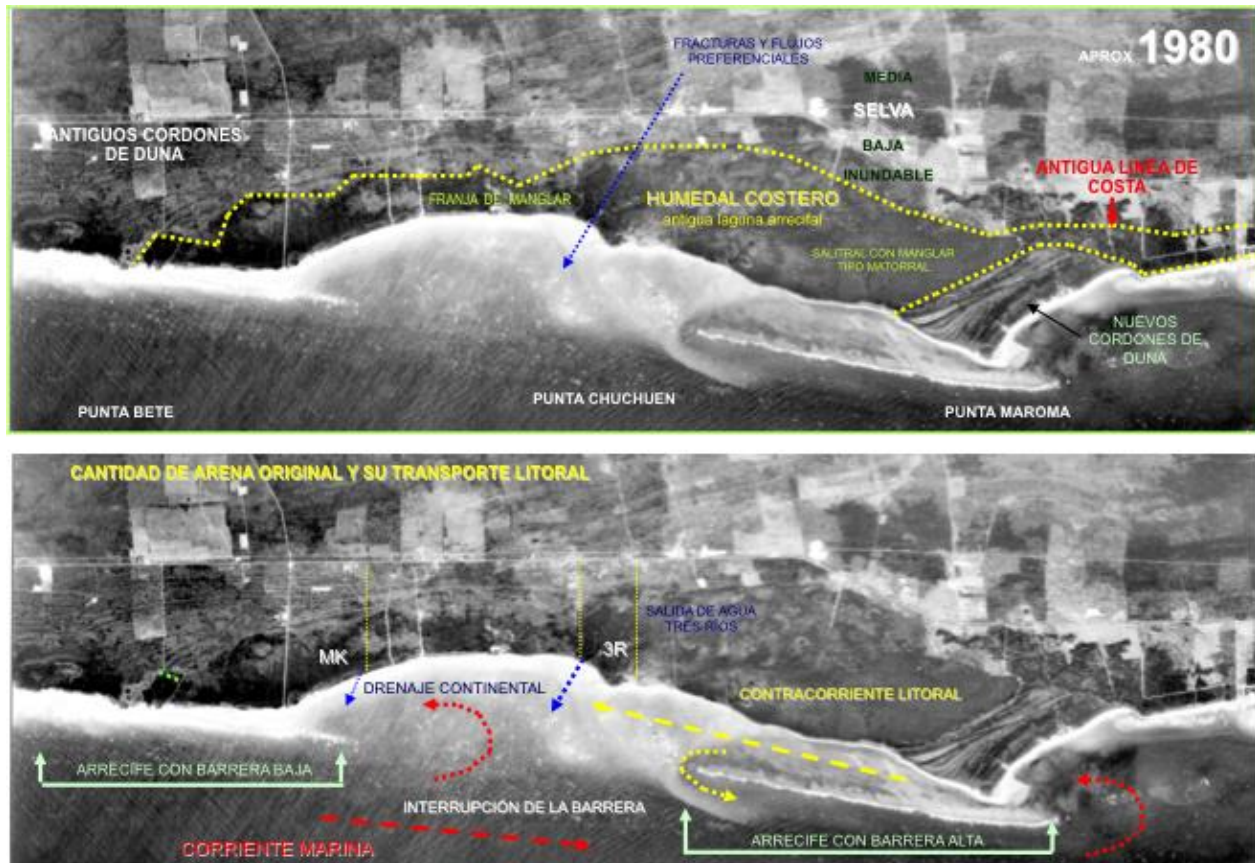 FRACTURAS Y FLUJOS
PREFERENCIALES
APROX 1980
MEDIA
SELVA
BAJA
INUNDABLE
ANTIGUOS CORDONES
DE DUNA
ANTIGUA LINEA DE
COSTA
FRANJA DE MANGLAR
HUMEDAL COSTERO
antigua laguna arrecifal
SALITRAL CON MANGLAR
TIPO MATORRAL
NUEVOS
CORDONES DE
DUNA
PUNTA BETE
PUNTA CHUCHUEN
PUNTA MAROMA
CANTIDAD DE ARENA ORIGINAL Y SU TRANSPORTE LITORAL
SALIDA DE AGUA
TRES RÍOS
MK
3R
DRENAJE CONTINENTAL
CONTRACORRIENTE LITORAL
ARRECIFE CON BARRERA BAJA
INTERRUPCIÓN DE LA BARRERA
ARRECIFE CON BARRERA ALTA
CORRIENTE MARINA